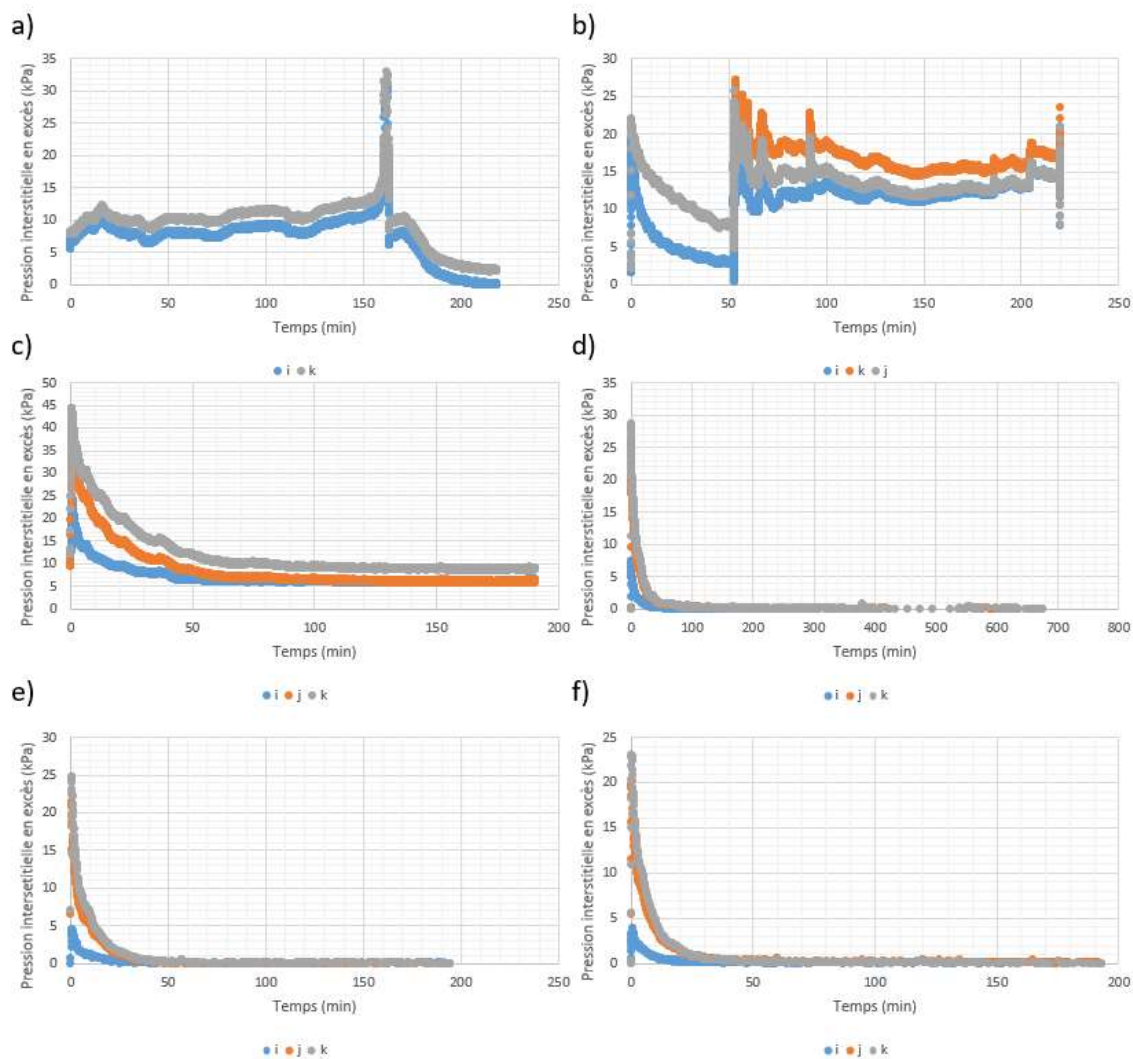 a)
Pression interstitielle en excès (kPa)
35
30
25
20
15
10
5
0
0 50 100 150 200 250
Temps (min)
i k
b)
Pression interstitielle en excès (kPa)
30
25
20
15
10
5
0
0 50 100 150 200 250
Temps (min)
i k j
c)
Pression interstitielle en excès (kPa)
50
45
40
35
30
25
20
15
10
5
0
0 50 100 150 200
Temps (min)
i j k
d)
Pression interstitielle en excès (kPa)
35
30
25
20
15
10
5
0
0 100 200 300 400 500 600 700 800
Temps (min)
i j k
e)
Pression intersetitielle en excès (kPa)
30
25
20
15
10
5
0
0 50 100 150 200 250
Temps (min)
i j k
f)
Pression interstitielle en excès (kPa)
25
20
15
10
5
0
0 50 100 150 200
Temps (min)
i j k